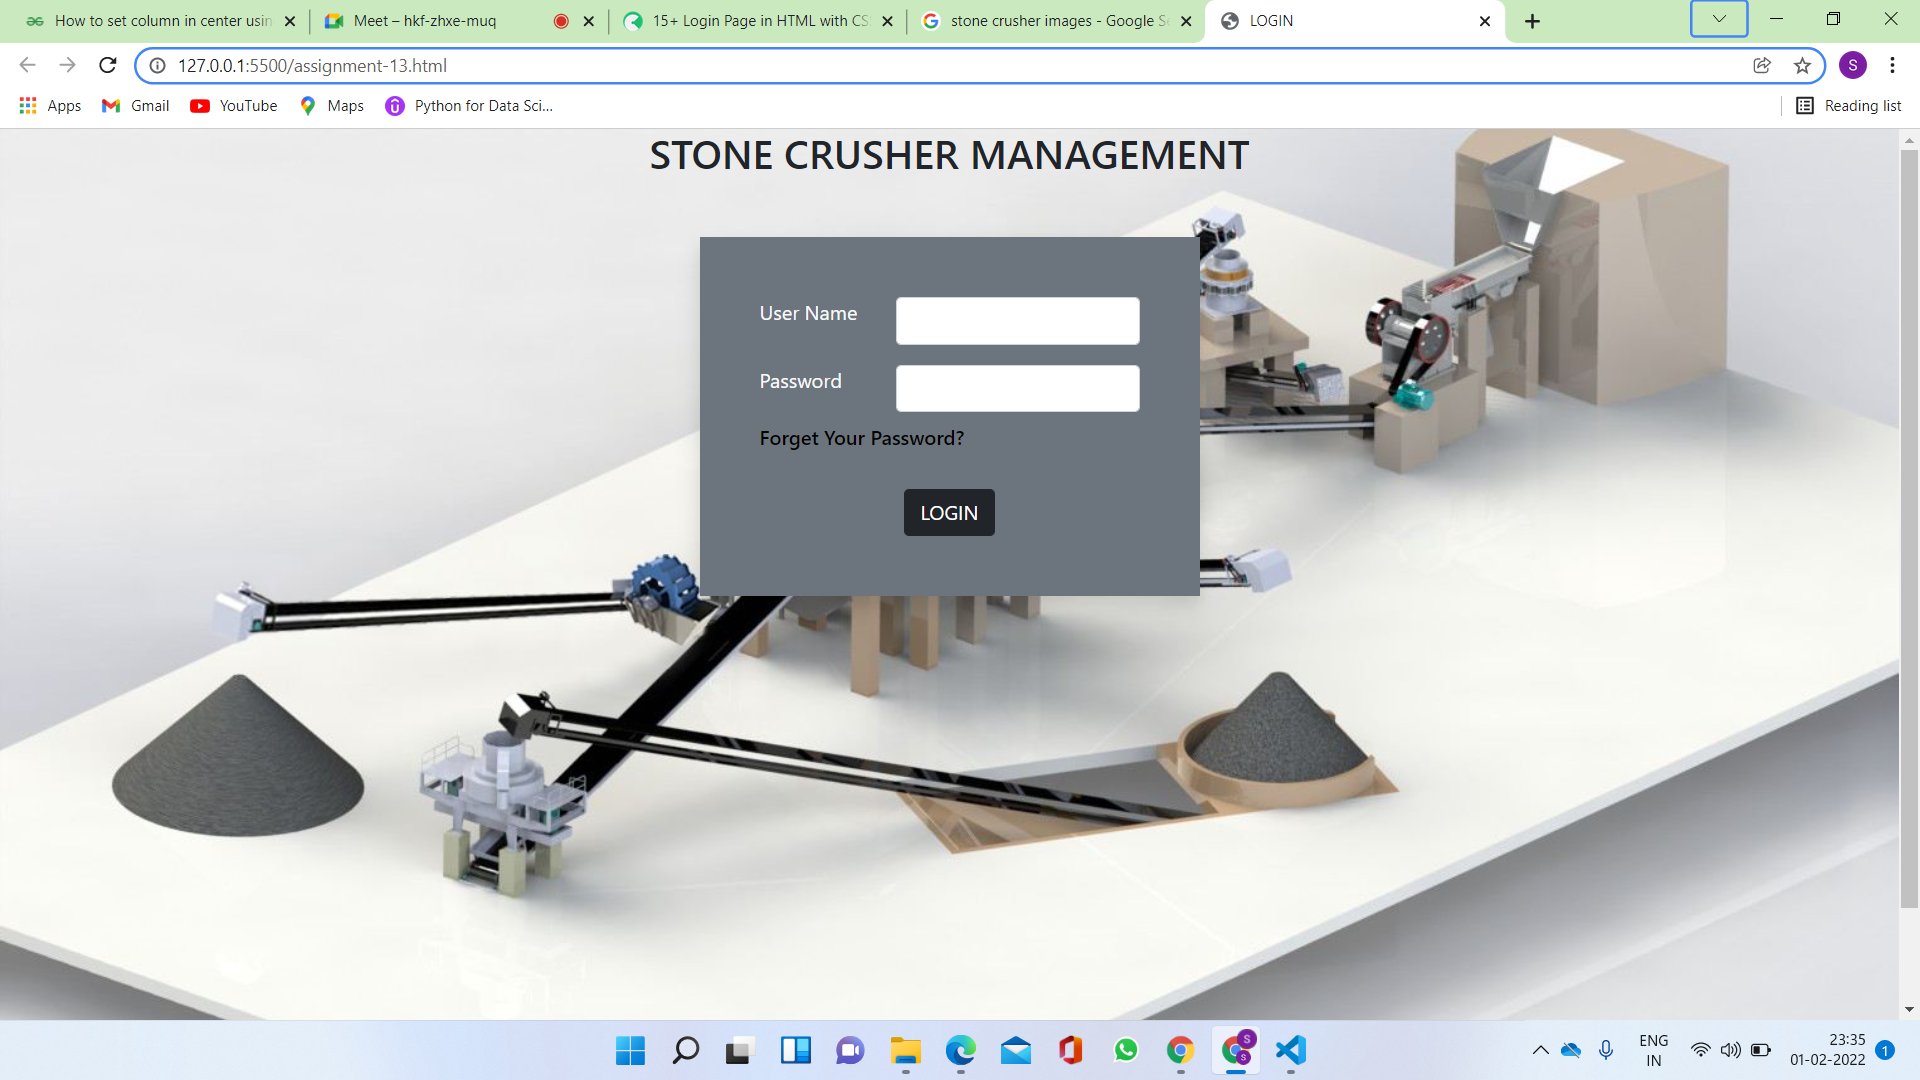 How to set column in center usin
Meet – hkf-zhxe-muq
15+ Login Page in HTML with CS
stone crusher images - Google Se
LOGIN
127.0.0.1:5500/assignment-13.html
S
Apps
Gmail
YouTube
Maps
Python for Data Sci...
Reading list
STONE CRUSHER MANAGEMENT
User Name
Password
Forget Your Password?
LOGIN
S
S
ENG
IN
23:35
01-02-2022
1